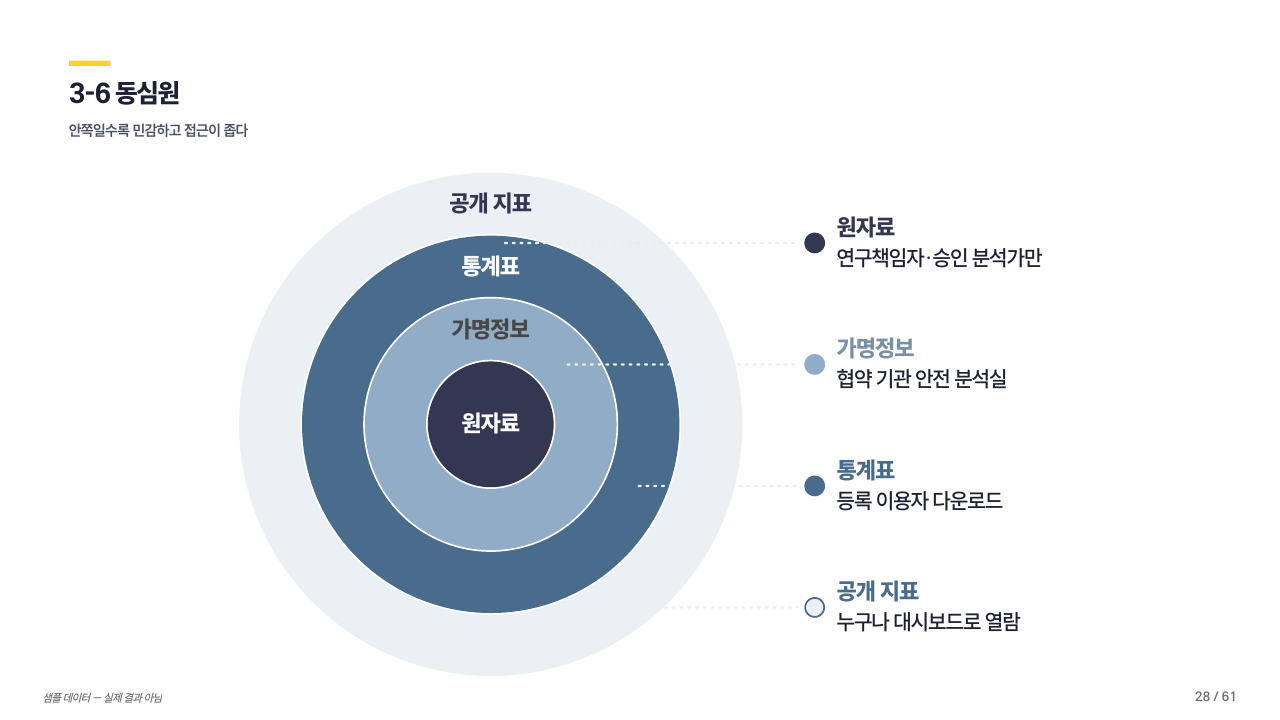 3-6 동심원
안쪽일수록 민감하고 접근이 좁다
공개 지표
통계표
가명정보
원자료
원자료
연구책임자·승인 분석가만
가명정보
협약 기관 안전 분석실
통계표
등록 이용자 다운로드
공개 지표
누구나 대시보드로 열람
샘플 데이터 — 실제 결과 아님
28 / 61